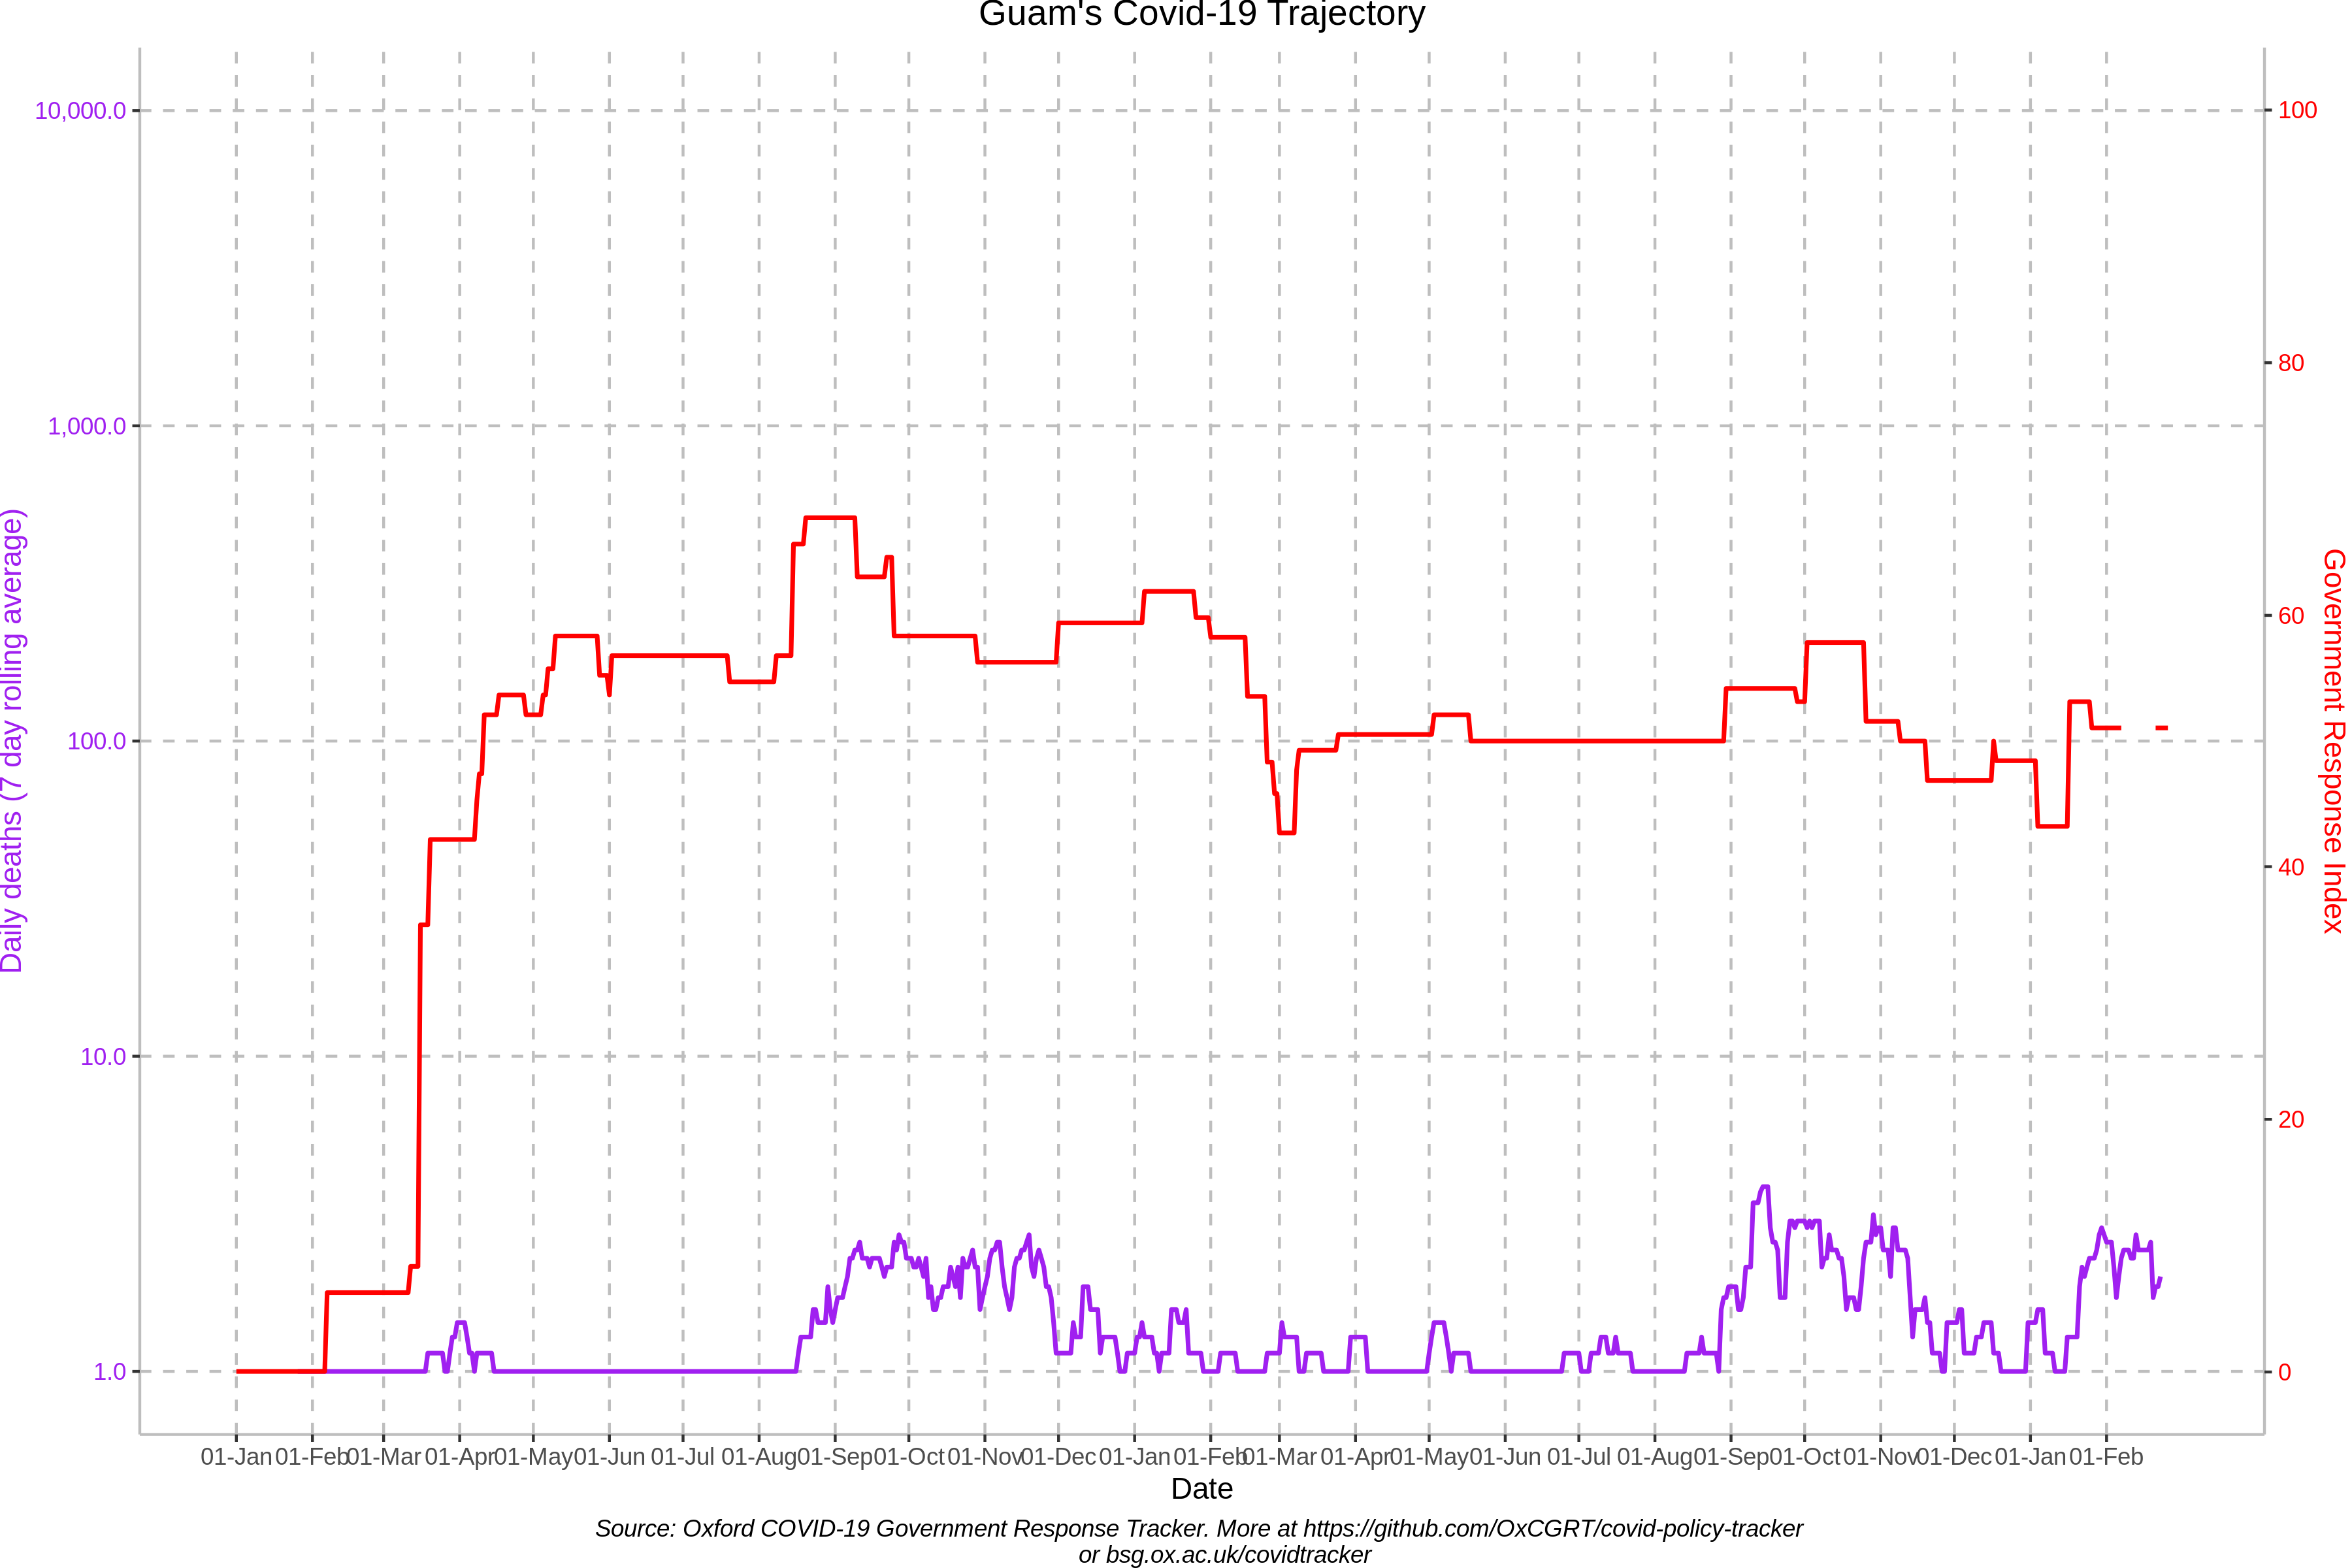 Guam's Covid-19 Trajectory
10,000.0
1,000.0
100.0
10.0
1.0
Daily deaths (7 day rolling average)
100
80
60
40
20
0
Government Response Index
01-Jan 01-Feb 01-Mar 01-Apr 01-May 01-Jun 01-Jul 01-Aug 01-Sep 01-Oct 01-Nov 01-Dec 01-Jan 01-Feb 01-Mar 01-Apr 01-May 01-Jun 01-Jul 01-Aug 01-Sep 01-Oct 01-Nov 01-Dec 01-Jan 01-Feb
Date
Source: Oxford COVID-19 Government Response Tracker. More at https://github.com/OxCGRT/covid-policy-tracker
or bsg.ox.ac.uk/covidtracker